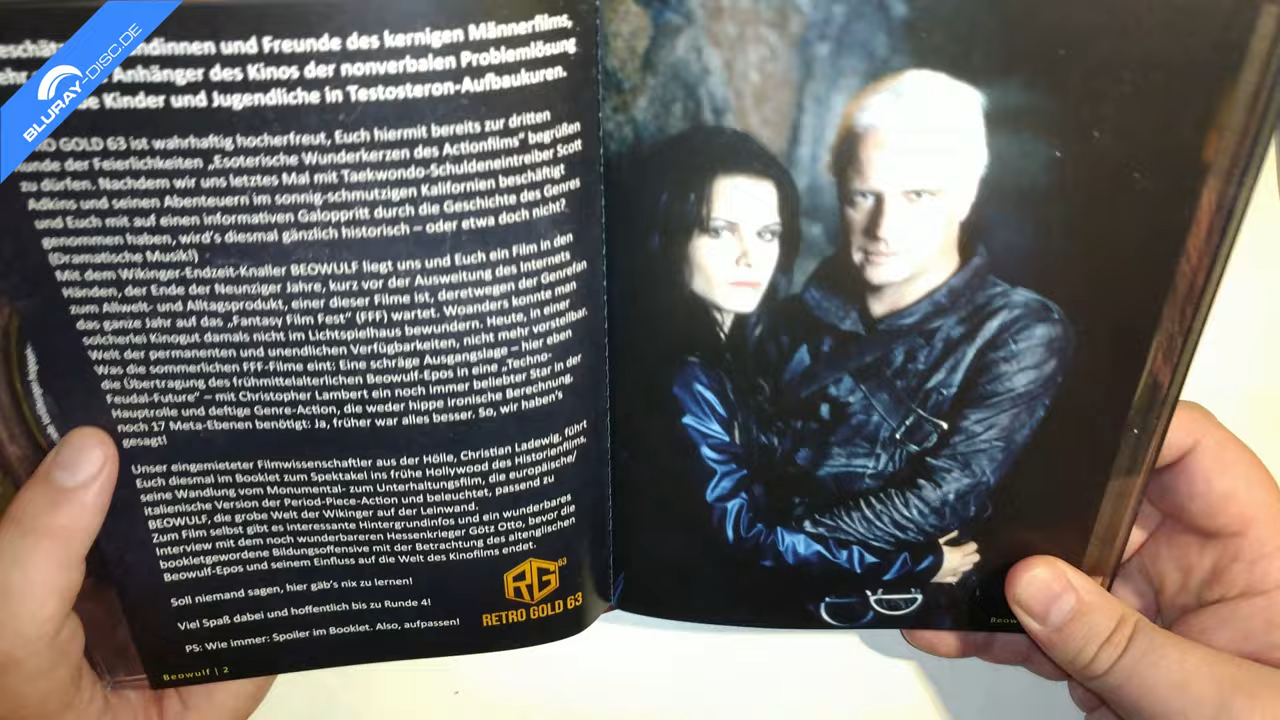 BLURAY-DISC.DE
ndinnen und Freunde des kernigen Männerfilms,
Anhänger des Kinos der nonverbalen Problemlösung
Kinder und Jugendliche in Testosteron-Aufbaukuren.
GOLD 63 ist wahrhaftig hocherfreut, Euch hiermit bereits zur dritten
unde der Feierlichkeiten „Esoterische Wunderkerzen des Actionfilms“ begrüßen
zu dürfen. Nachdem wir uns letztes Mal mit Taekwondo-Schuldeneintreiber Scott
Adkins und seinen Abenteuern im sonnig-schmutzigen Kalifornien beschäftigt
und Euch mit auf einen informativen Galoppritt durch die Geschichte des Genres
genommen haben, wird's diesmal gänzlich historisch – oder etwa doch nicht?
(Dramatische Musik!)
Mit dem Wikinger-Endzeit-Knaller BEOWULF liegt uns und Euch ein Film in den
Händen, der Ende der Neunziger Jahre, kurz vor der Ausweitung des Internets
zum Allwelt- und Alltagsprodukt, einer dieser Filme ist, deretwegen der Genrefan
das ganze Jahr auf das „Fantasy Film Fest“ (FFF) wartet. Woanders konnte man
solcherlei Kinogut damals nicht im Lichtspielhaus bewundern. Heute, in einer
Welt der permanenten und unendlichen Verfügbarkeiten, nicht mehr vorstellbar.
Was die sommerlichen FFF-Filme eint: Eine schräge Ausgangslage – hier eben
die Übertragung des frühmittelalterlichen Beowulf-Epos in eine „Techno-
Feudal-Future“ – mit Christopher Lambert ein noch immer beliebter Star in der
Hauptrolle und deftige Genre-Action, die weder hippe ironische Berechnung,
noch 17 Meta-Ebenen benötigt: Ja, früher war alles besser. So, wir haben's
gesagt!
Unser eingemieteter Filmwissenschaftler aus der Hölle, Christian Ladewig, führt
Euch diesmal im Booklet zum Spektakel ins frühe Hollywood des Historienfilms,
seine Wandlung vom Monumental- zum Unterhaltungsfilm, die europäische/
italienische Version der Period-Piece-Action und beleuchtet, passend zu
BEOWULF, die grobe Welt der Wikinger auf der Leinwand.
Zum Film selbst gibt es interessante Hintergrundinfos und ein wunderbares
Interview mit dem noch wunderbareren Hessenkrieger Götz Otto, bevor die
bookletgewordene Bildungsoffensive mit der Betrachtung des altenglischen
Beowulf-Epos und seinem Einfluss auf die Welt des Kinofilms endet.
Soll niemand sagen, hier gäb's nix zu lernen!
Viel Spaß dabei und hoffentlich bis zu Runde 4!
PS: Wie immer: Spoiler im Booklet. Also, aufpassen!
RG63
RETRO GOLD 63
Beowulf | 2
Beow